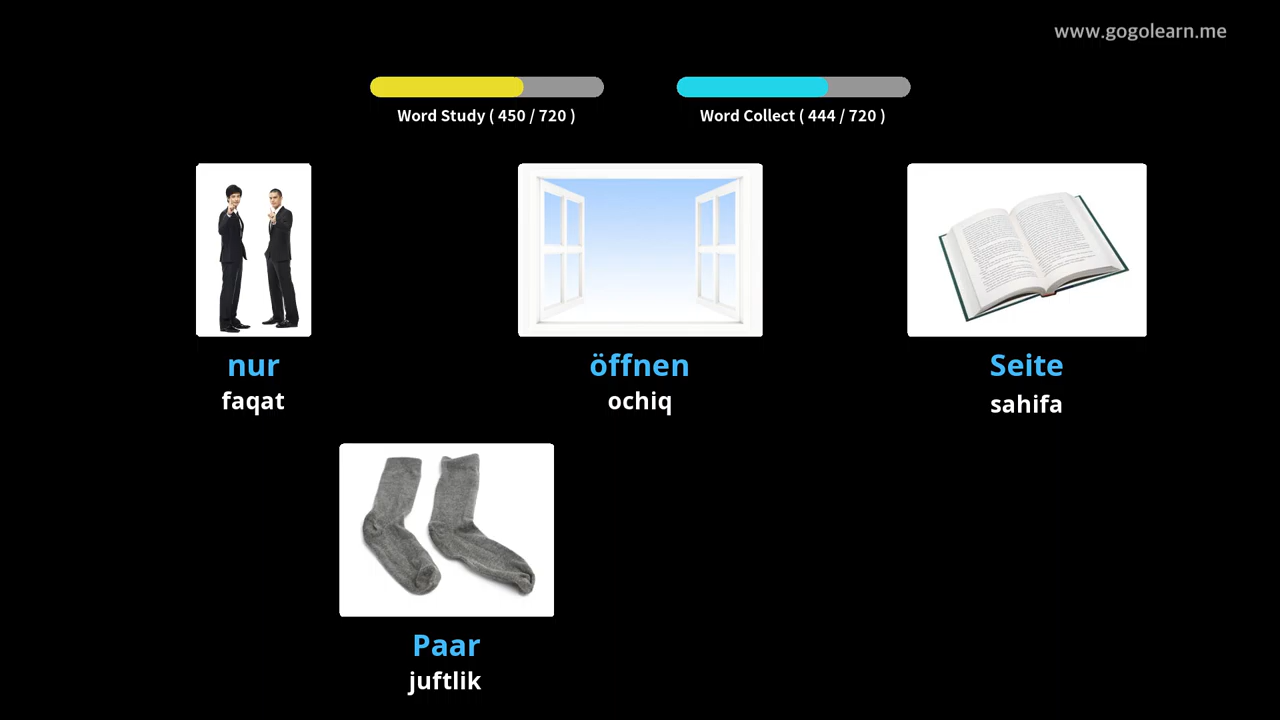 www.gogolearn.me
Word Study ( 450 / 720 )
Word Collect ( 444 / 720 )
nur
faqat
öffnen
ochiq
Seite
sahifa
Paar
juftlik